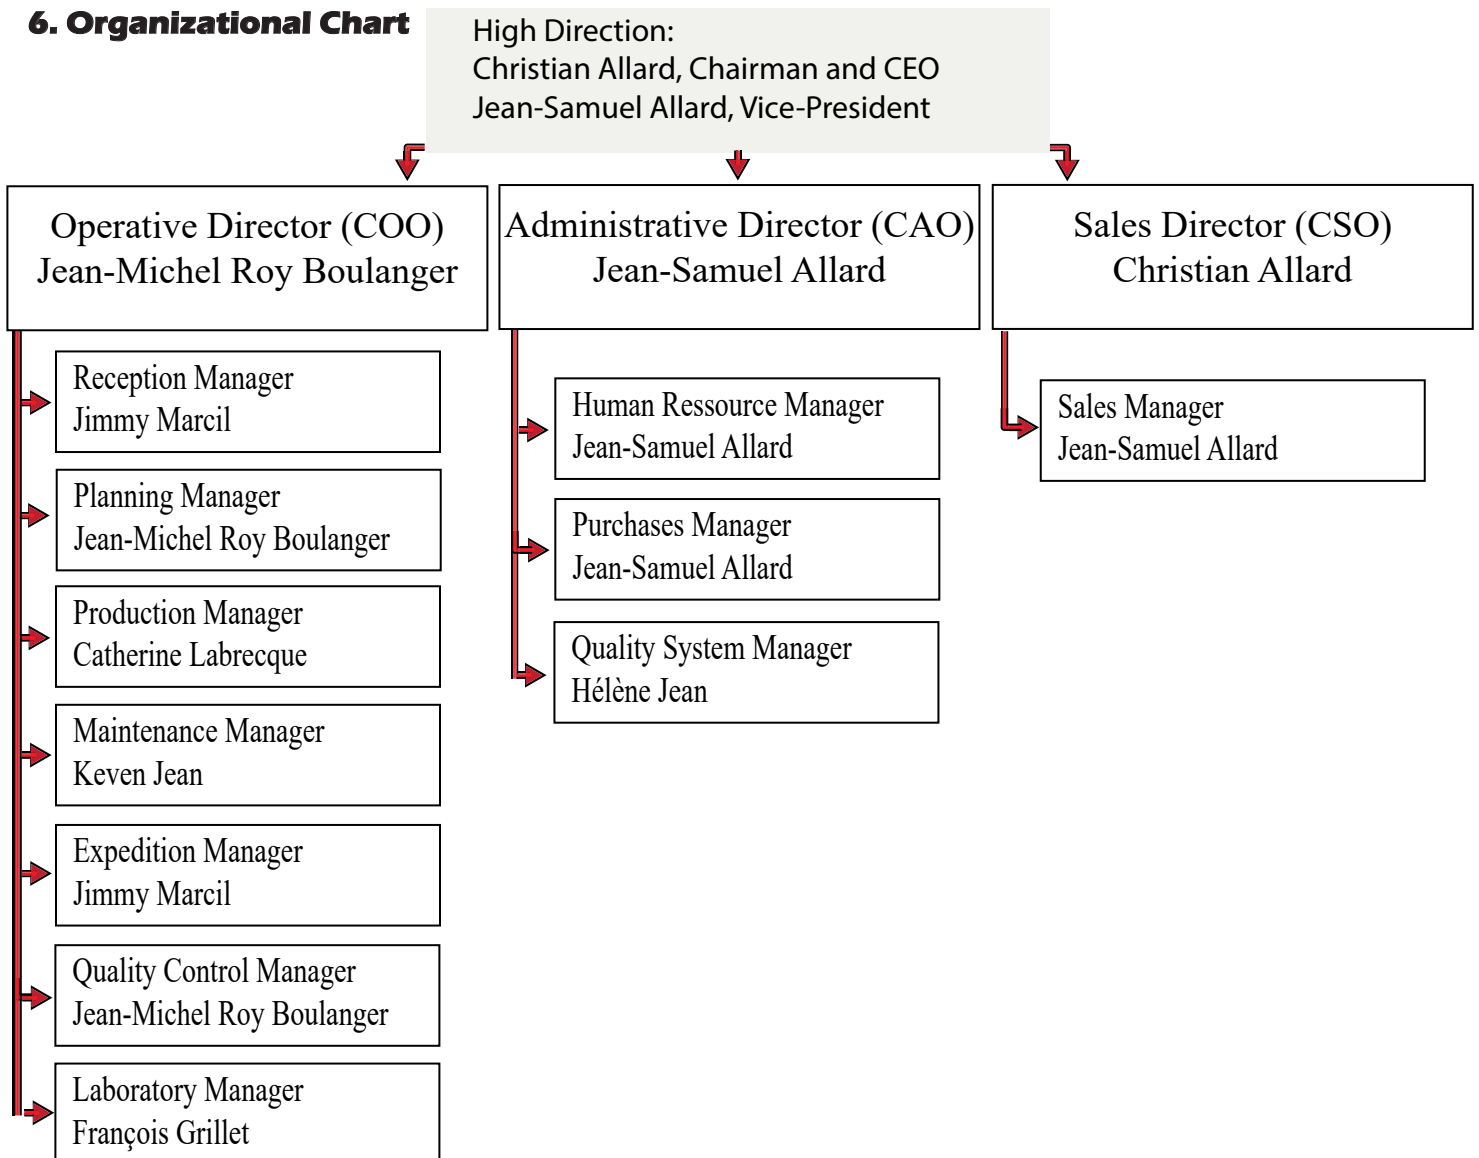 6. Organizational Chart
High Direction:
Christian Allard, Chairman and CEO
Jean-Samuel Allard, Vice-President
Operative Director (COO)
Jean-Michel Roy Boulanger
Reception Manager
Jimmy Marcil
Planning Manager
Jean-Michel Roy Boulanger
Production Manager
Catherine Labrecque
Maintenance Manager
Keven Jean
Expedition Manager
Jimmy Marcil
Quality Control Manager
Jean-Michel Roy Boulanger
Laboratory Manager
François Grillet
Administrative Director (CAO)
Jean-Samuel Allard
Human Ressource Manager
Jean-Samuel Allard
Purchases Manager
Jean-Samuel Allard
Quality System Manager
Hélène Jean
Sales Director (CSO)
Christian Allard
Sales Manager
Jean-Samuel Allard